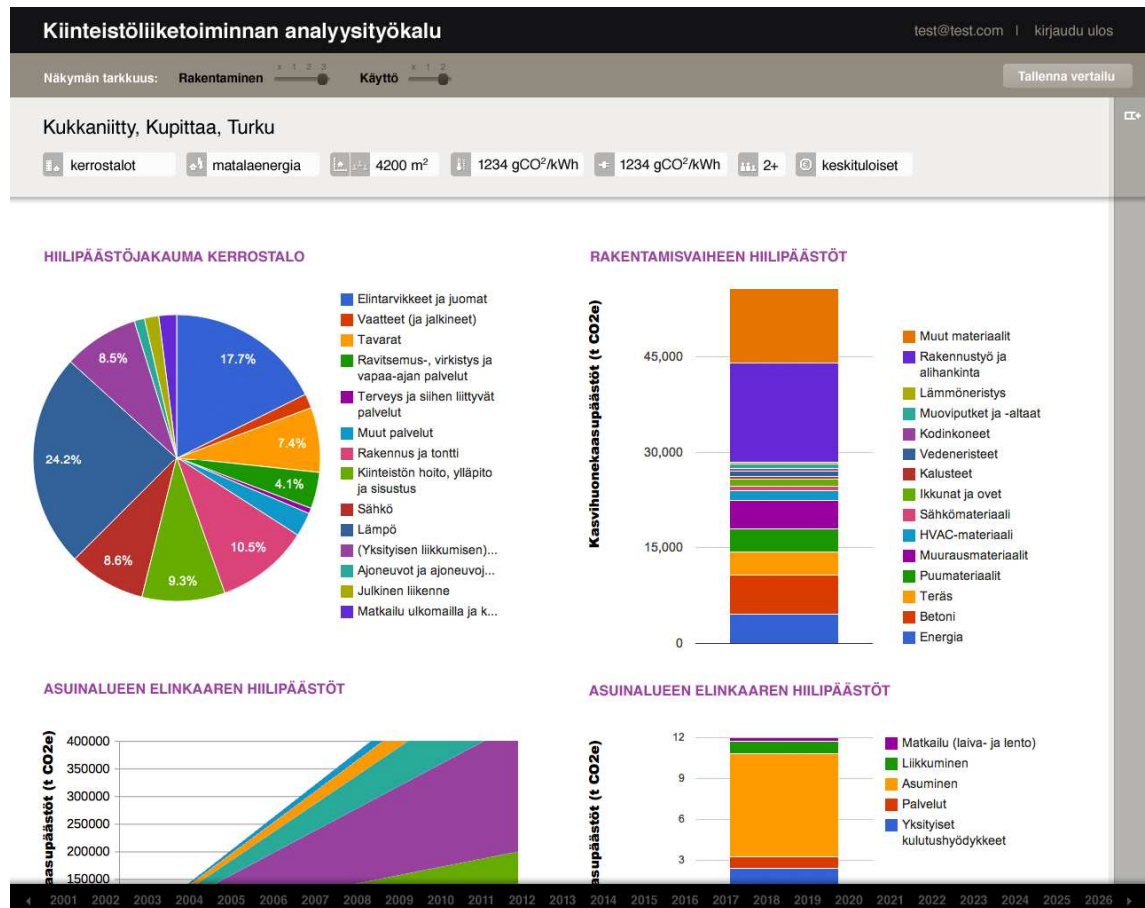 Kiinteistöliiketoiminnan analyysityökalu
test@test.com | kirjaudu ulos
Näkymän tarkkuus:
Rakentaminen
x 1 2 3
Käyttö
x 1 2
Tallenna vertailu
Kukkaniitty, Kupittaa, Turku
kerrostalot
matalaenergia
4200 m²
1234 gCO²/kWh
1234 gCO²/kWh
2+
keskituloiset
HIILIPÄÄSTÖJAKAUMA KERROSTALO
17.7%
7.4%
4.1%
10.5%
9.3%
8.6%
24.2%
8.5%
Elintarvikkeet ja juomat
Vaatteet (ja jalkineet)
Tavarat
Ravitsemus-, virkistys ja
vapaa-ajan palvelut
Terveys ja siihen liittyvät
palvelut
Muut palvelut
Rakennus ja tontti
Kiinteistön hoito, ylläpito
ja sisustus
Sähkö
Lämpö
(Yksityisen liikkumisen)...
Ajoneuvot ja ajoneuvoj...
Julkinen liikenne
Matkailu ulkomailla ja k...
RAKENTAMISVAIHEEN HIILIPÄÄSTÖT
Kasvihuonekaasupäästöt (t CO2e)
45,000
30,000
15,000
0
Muut materiaalit
Rakennustyö ja
alihankinta
Lämmöneristys
Muoviputket ja -altaat
Kodinkoneet
Vedeneristeet
Kalusteet
Ikkunat ja ovet
Sähkömateriaali
HVAC-materiaali
Muurausmateriaalit
Puumateriaalit
Teräs
Betoni
Energia
ASUINALUEEN ELINKAAREN HIILIPÄÄSTÖT
aasupäästöt (t CO2e)
400000
350000
300000
250000
200000
150000
ASUINALUEEN ELINKAAREN HIILIPÄÄSTÖT
asupäästöt (t CO2e)
12
9
6
3
Matkailu (laiva- ja lento)
Liikkuminen
Asuminen
Palvelut
Yksityiset
kulutushyödykkeet
2001 2002 2003 2004 2005 2006 2007 2008 2009 2010 2011 2012 2013 2014 2015 2016 2017 2018 2019 2020 2021 2022 2023 2024 2025 2026